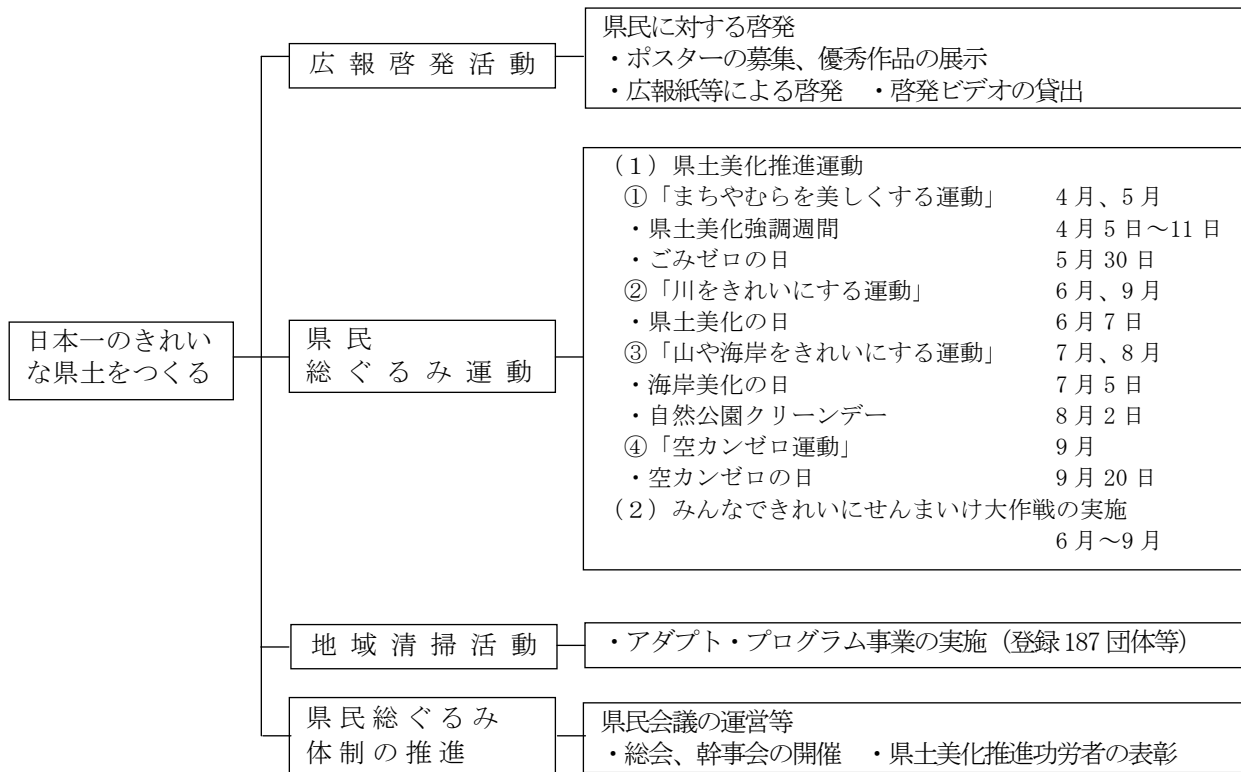 日本一のきれい
な県土をつくる
広報啓発活動
県民に対する啓発
・ポスターの募集、優秀作品の展示
・広報紙等による啓発　・啓発ビデオの貸出
県民
総ぐるみ運動
（１）県土美化推進運動
①「まちやむらを美しくする運動」　4月、5月
・県土美化強調週間　4月5日～11日
・ごみゼロの日　5月30日
②「川をきれいにする運動」　6月、9月
・県土美化の日　6月7日
③「山や海岸をきれいにする運動」　7月、8月
・海岸美化の日　7月5日
・自然公園クリーンデー　8月2日
④「空カンゼロ運動」　9月
・空カンゼロの日　9月20日
（２）みんなできれいにせんまいけ大作戦の実施
6月～9月
地域清掃活動
・アダプト・プログラム事業の実施（登録187団体等）
県民総ぐるみ
体制の推進
県民会議の運営等
・総会、幹事会の開催　・県土美化推進功労者の表彰